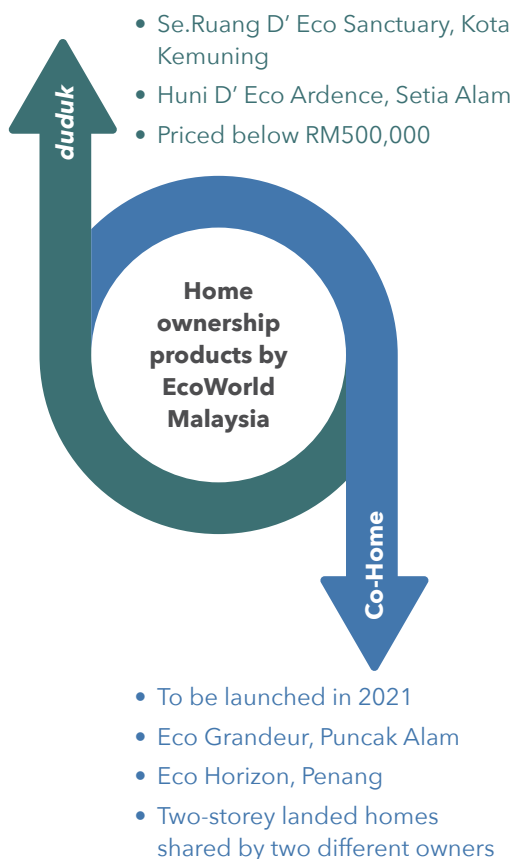 • Se.Ruang D’ Eco Sanctuary, Kota
Kemuning
• Huni D’ Eco Ardence, Setia Alam
• Priced below RM500,000
duduk
Home
ownership
products by
EcoWorld
Malaysia
Co-Home
• To be launched in 2021
• Eco Grandeur, Puncak Alam
• Eco Horizon, Penang
• Two-storey landed homes
shared by two different owners